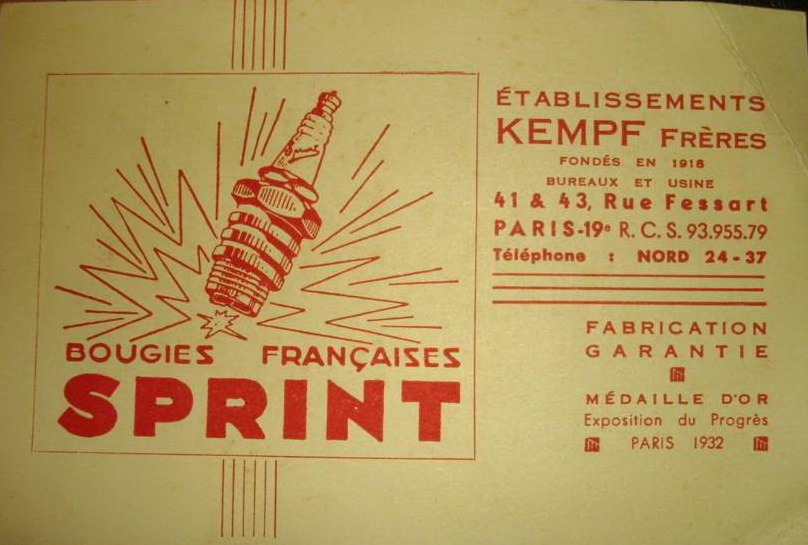 BOUGIES FRANÇAISES
SPRINT
ÉTABLISSEMENTS
KEMPF FRÈRES
FONDÉS EN 1918
BUREAUX ET USINE
41 & 43, Rue Fessart
PARIS-19e R. C. S. 93.955.79
Téléphone : NORD 24-37
FABRICATION
GARANTIE
MÉDAILLE D'OR
Exposition du Progrès
PARIS 1932